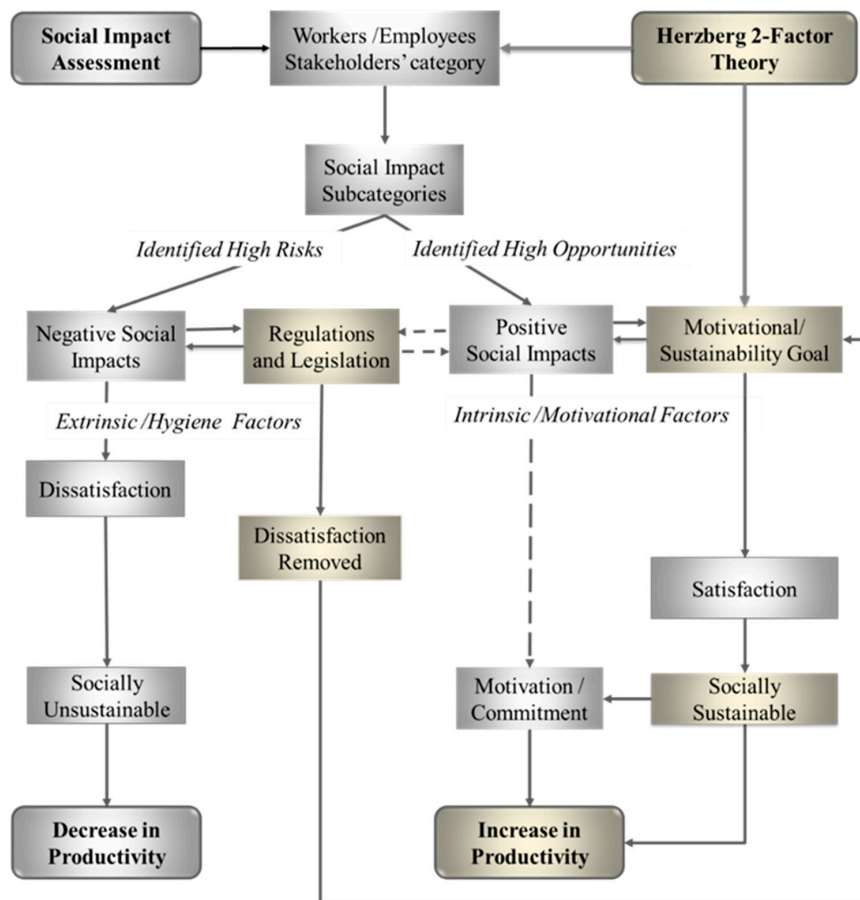 Social Impact
Assessment
Workers /Employees
Stakeholders' category
Herzberg 2-Factor
Theory
Social Impact
Subcategories
Identified High Risks
Identified High Opportunities
Negative Social
Impacts
Regulations
and Legislation
Positive
Social Impacts
Motivational/
Sustainability Goal
Extrinsic /Hygiene Factors
Intrinsic /Motivational Factors
Dissatisfaction
Dissatisfaction
Removed
Satisfaction
Socially
Unsustainable
Motivation /
Commitment
Socially
Sustainable
Decrease in
Productivity
Increase in
Productivity